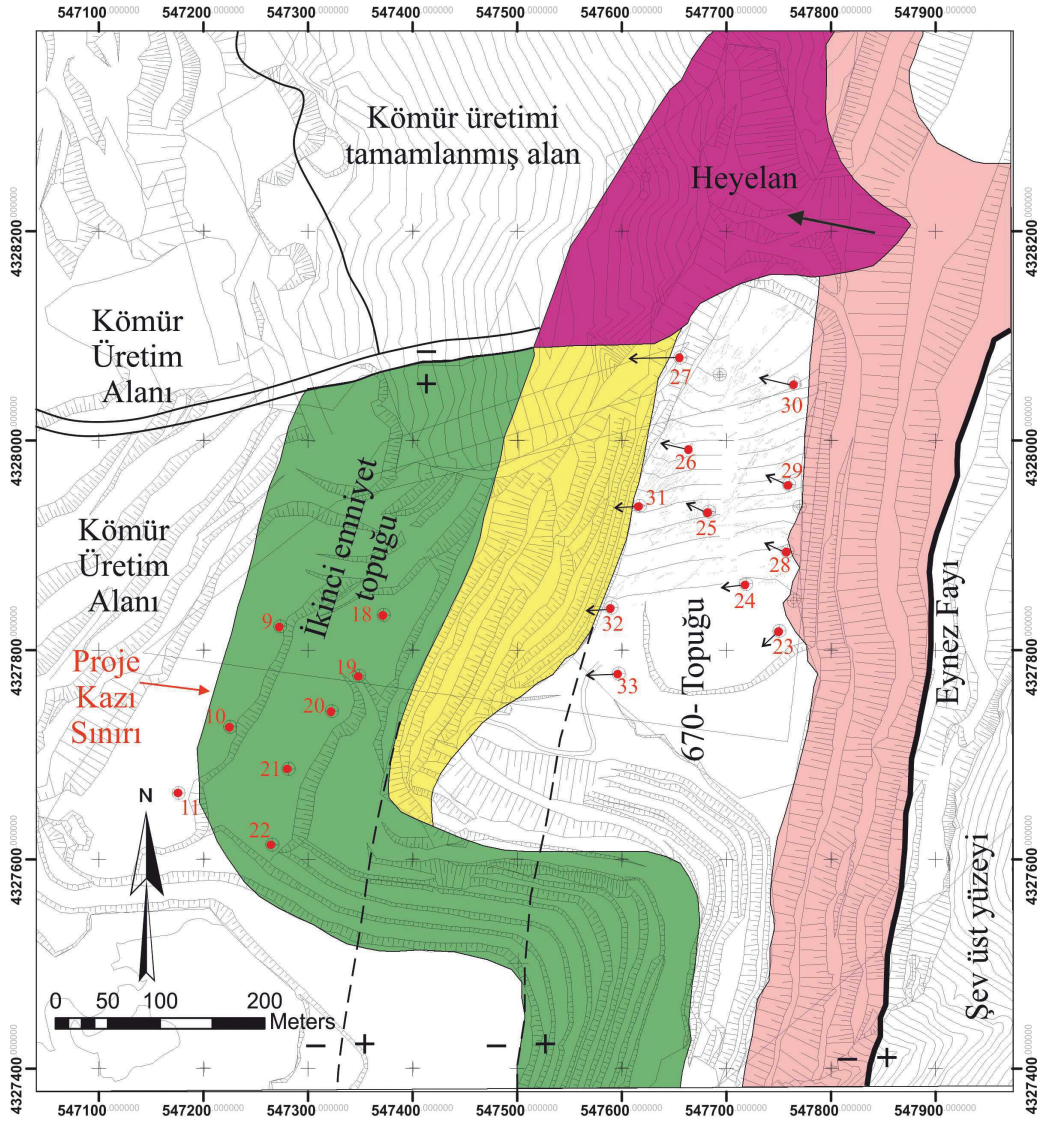 547100.000000 547200.000000 547300.000000 547400.000000 547500.000000 547600.000000 547700.000000 547800.000000 547900.000000
Kömür üretimi
tamamlanmış alan
Heyelan
4328200.000000
4328200.000000
Kömür
Üretim
Alanı
−
+
27
30
4328000.000000
4328000.000000
26
29
31
25
Kömür
Üretim
Alanı
İkinci emniyet
topuğu
28
24
18
9
32
23
Eynez Fayı
4327800.000000
4327800.000000
Proje
Kazı
Sınırı
19
33
670- Topuğu
20
10
21
11
N
22
4327600.000000
4327600.000000
Şev üst yüzeyi
0 50 100 200
Meters
− + − + − +
4327400.000000
4327400.000000
547100.000000 547200.000000 547300.000000 547400.000000 547500.000000 547600.000000 547700.000000 547800.000000 547900.000000